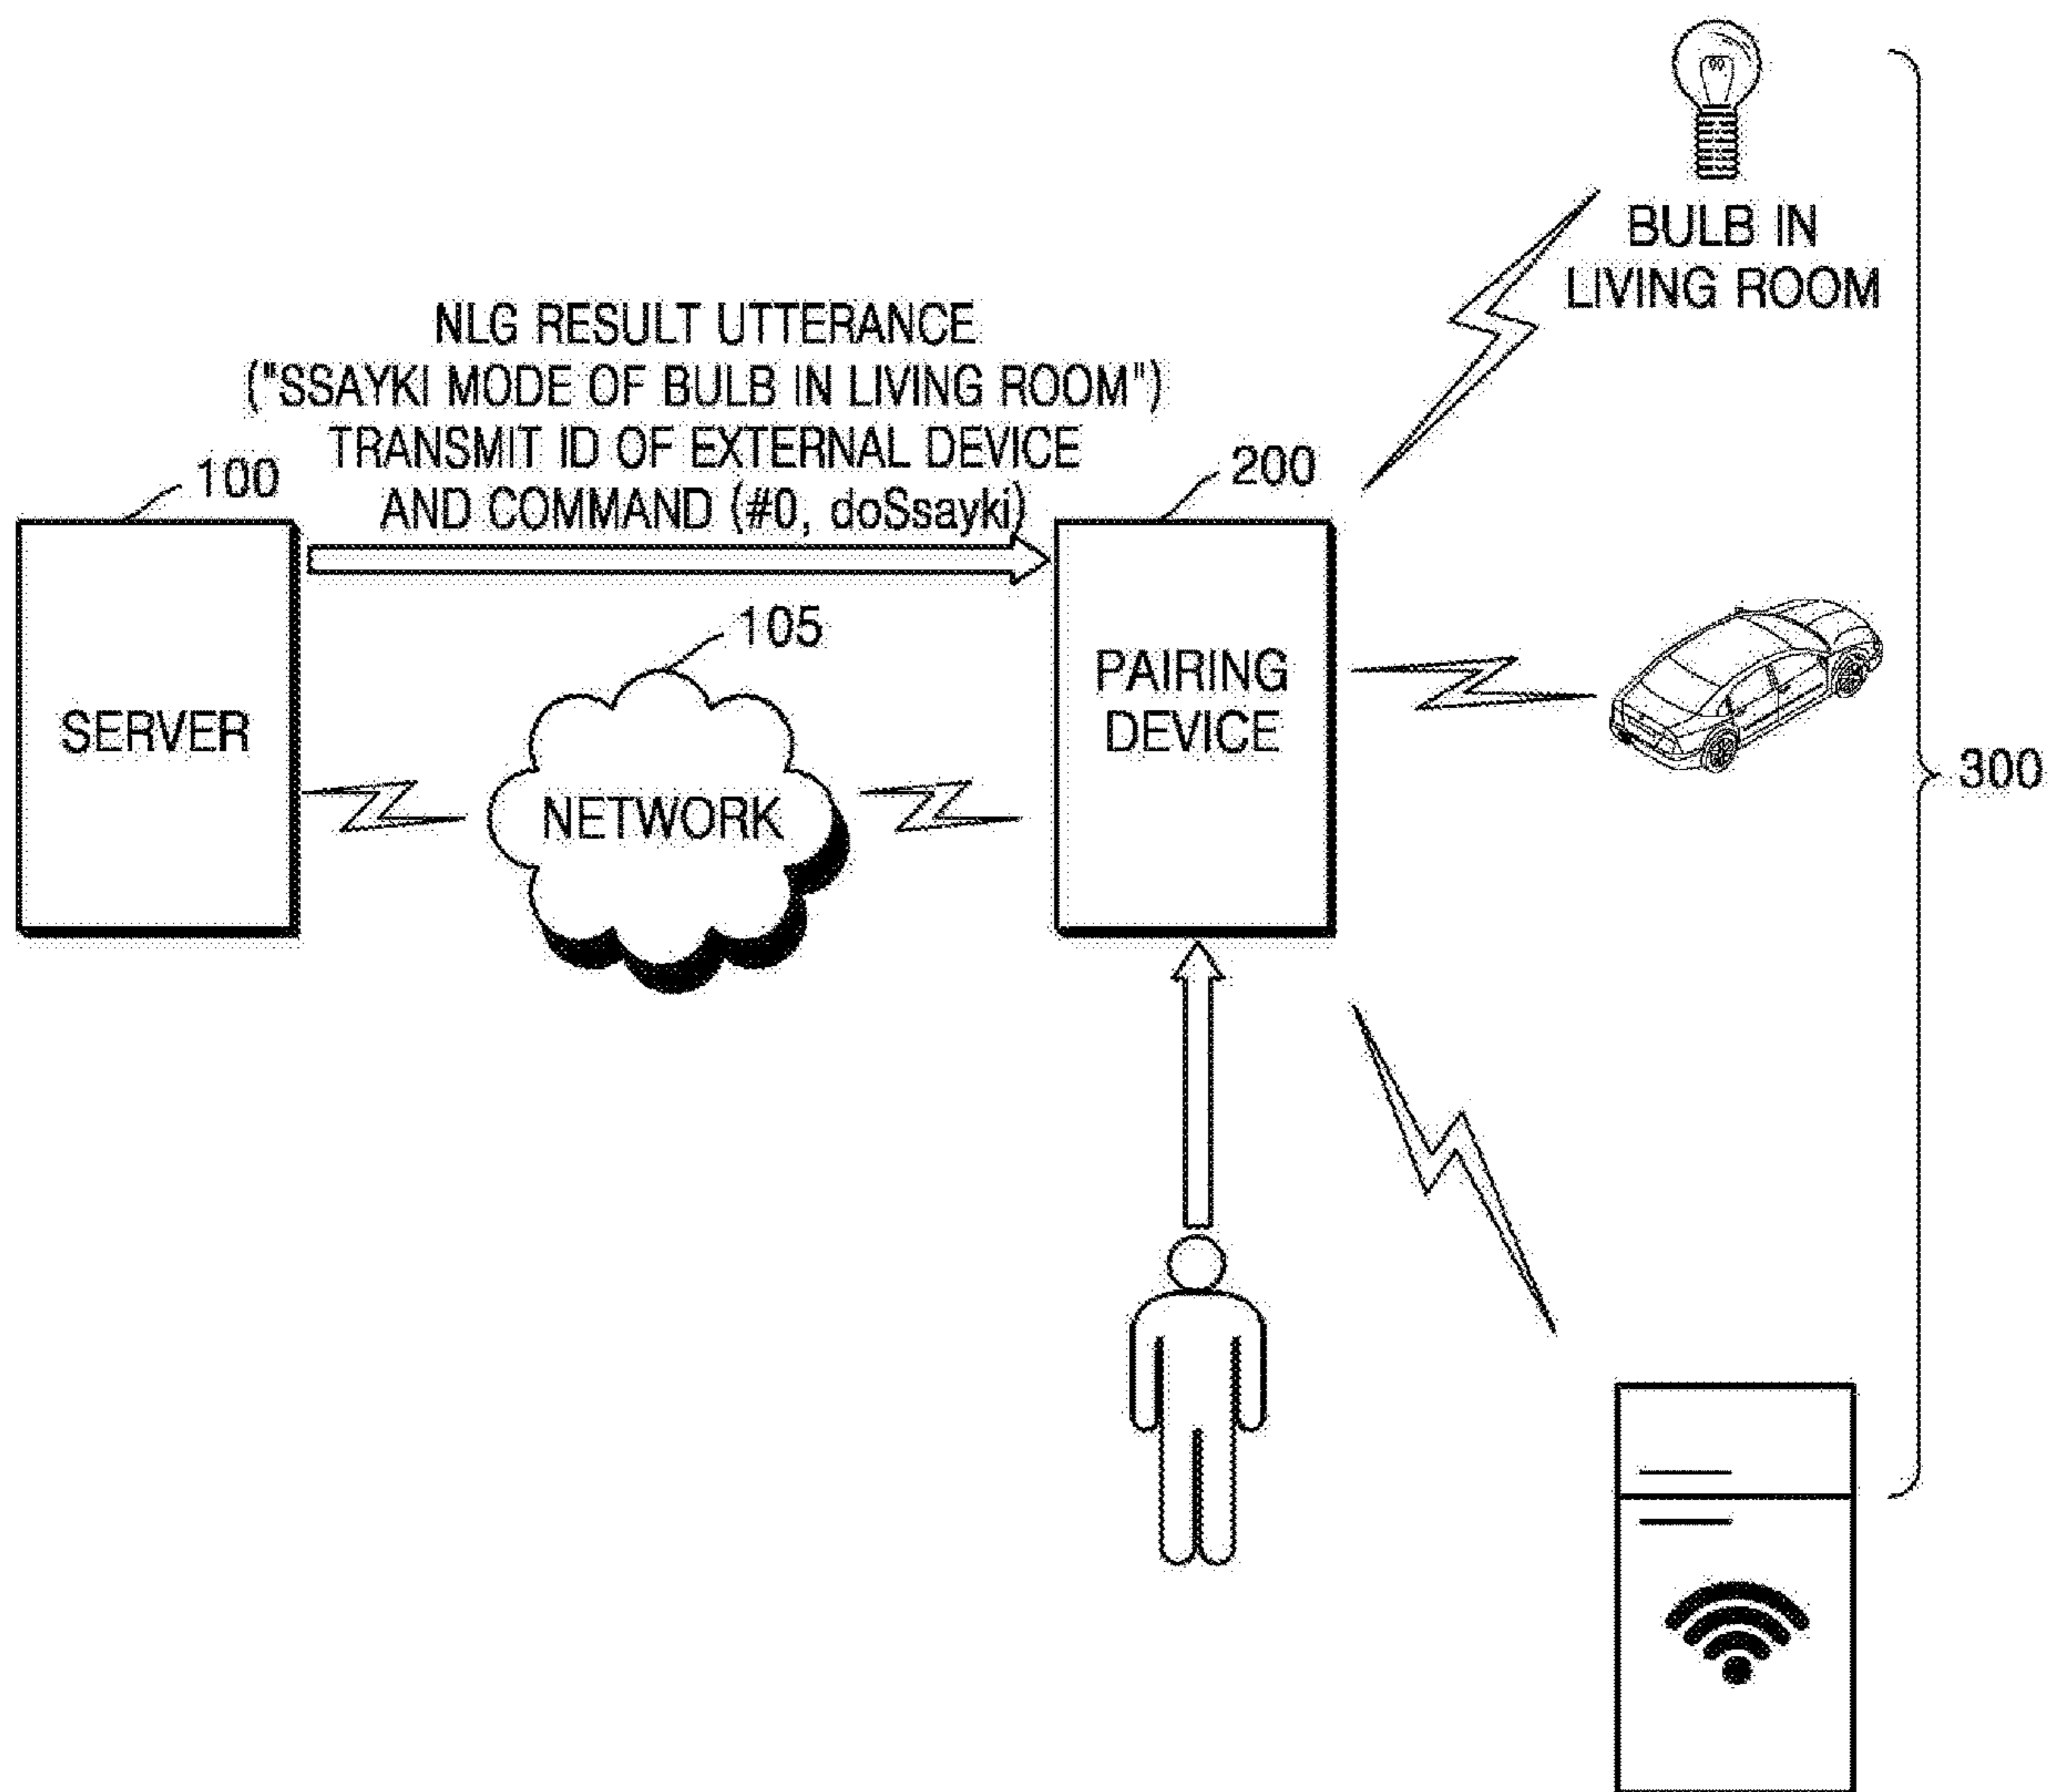 BULB IN
LIVING ROOM
NLG RESULT UTTERANCE
("SSAYKI MODE OF BULB IN LIVING ROOM")
TRANSMIT ID OF EXTERNAL DEVICE
AND COMMAND (#0, doSsayki)
100
200
105
SERVER
PAIRING
DEVICE
NETWORK
300